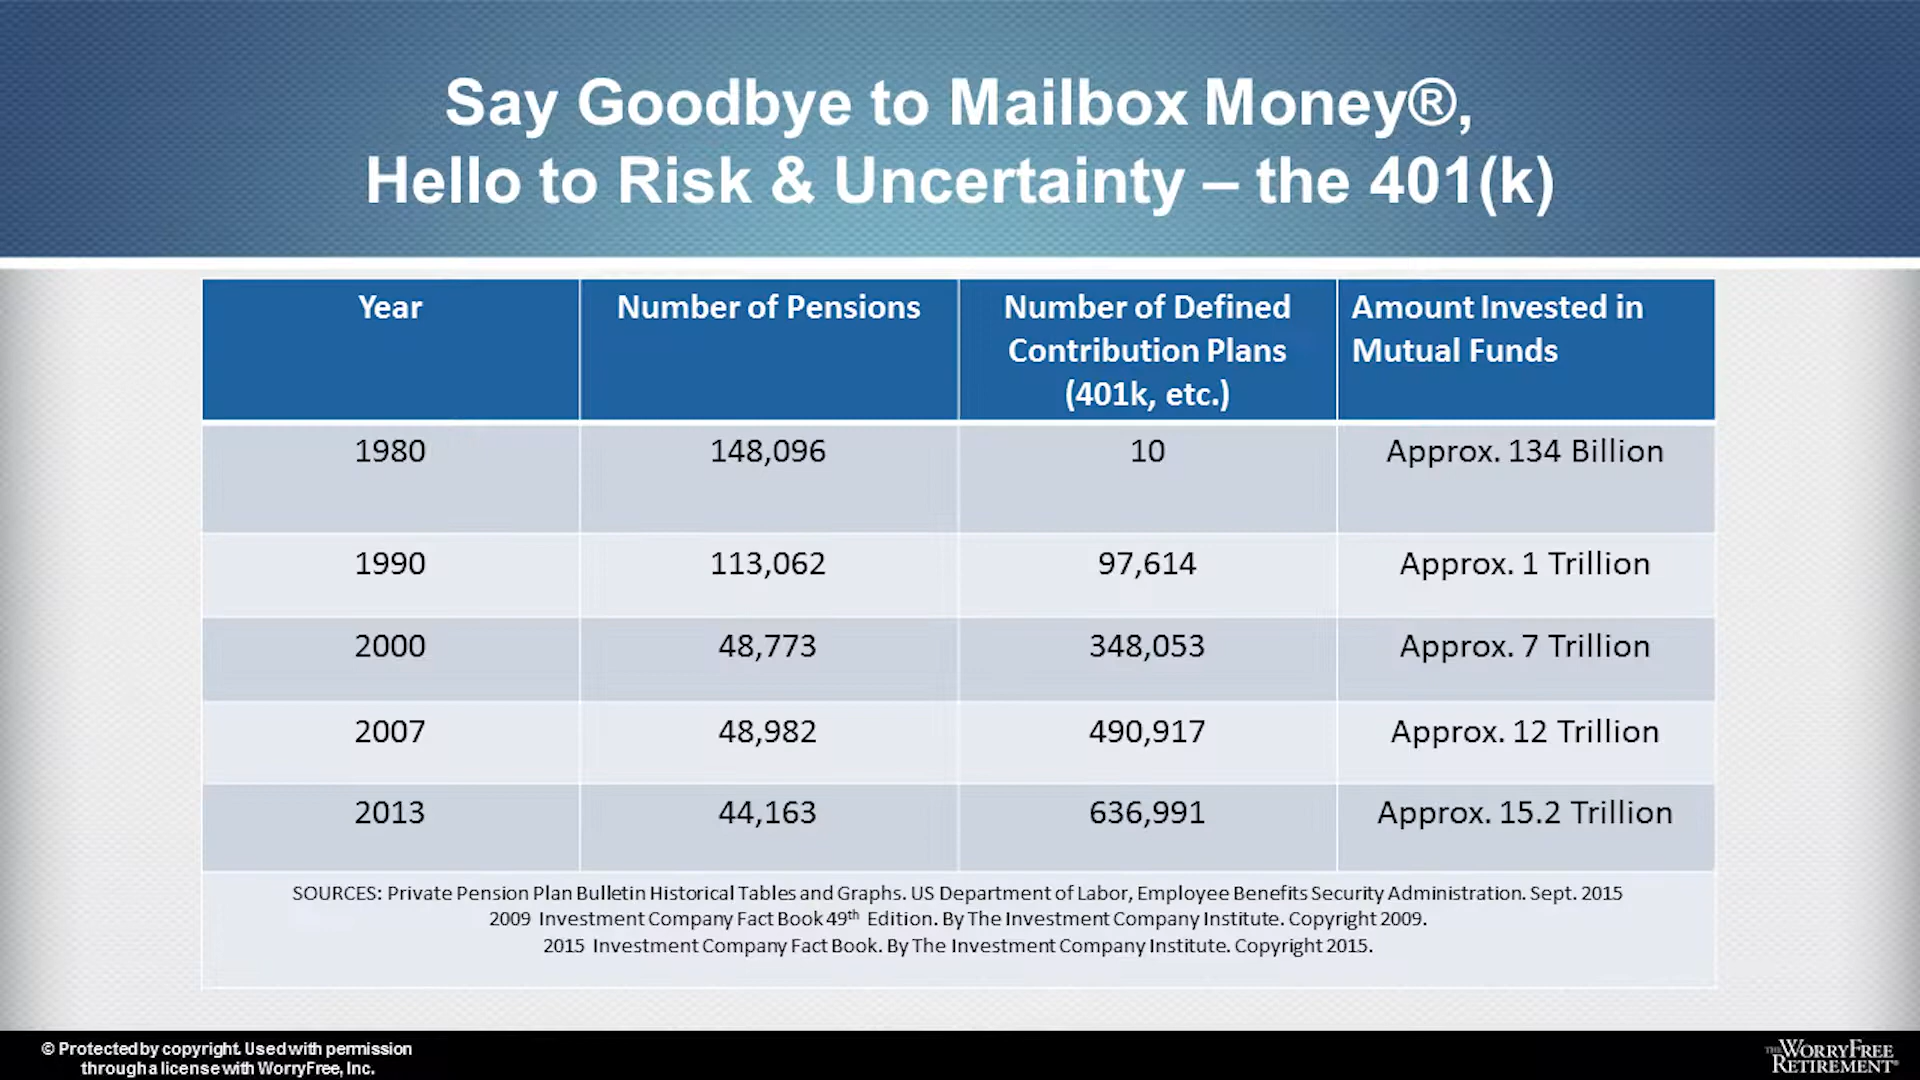 Say Goodbye to Mailbox Money®,
Hello to Risk & Uncertainty – the 401(k)
Year
Number of Pensions
Number of Defined
Contribution Plans
(401k, etc.)
Amount Invested in
Mutual Funds
1980 148,096 10 Approx. 134 Billion
1990 113,062 97,614 Approx. 1 Trillion
2000 48,773 348,053 Approx. 7 Trillion
2007 48,982 490,917 Approx. 12 Trillion
2013 44,163 636,991 Approx. 15.2 Trillion
SOURCES: Private Pension Plan Bulletin Historical Tables and Graphs. US Department of Labor, Employee Benefits Security Administration. Sept. 2015
2009 Investment Company Fact Book 49th Edition. By The Investment Company Institute. Copyright 2009.
2015 Investment Company Fact Book. By The Investment Company Institute. Copyright 2015.
© Protected by copyright. Used with permission
through a license with WorryFree, Inc.
THE WORRYFREE
RETIREMENT®